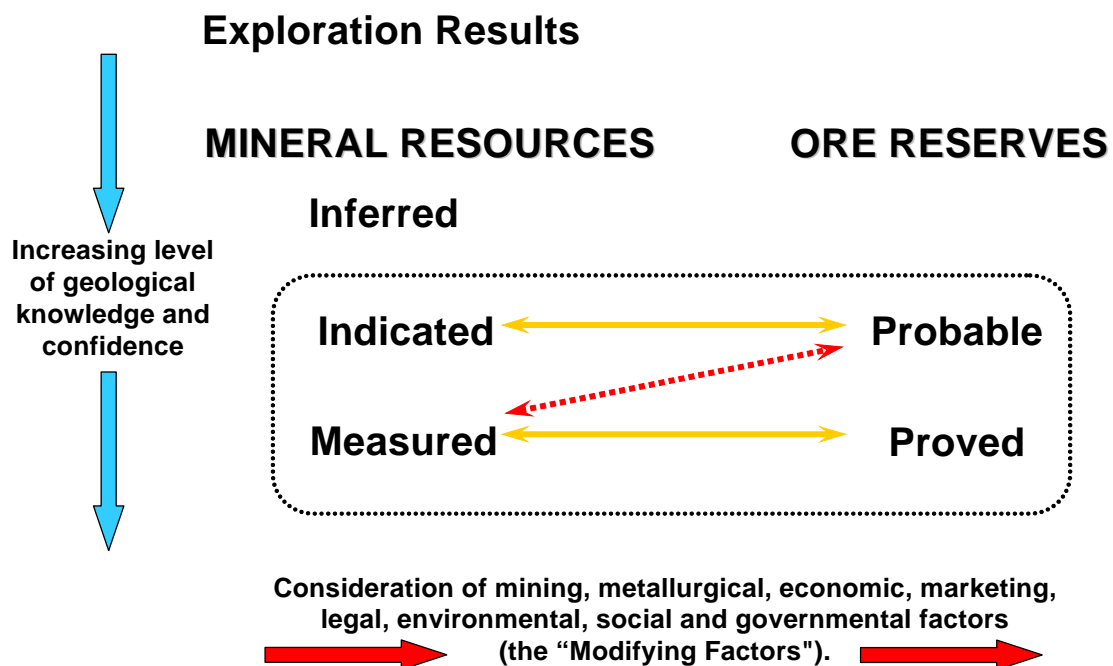 Exploration Results
MINERAL RESOURCES ORE RESERVES
Inferred
Increasing level
of geological
knowledge and
confidence
Indicated Probable
Measured Proved
Consideration of mining, metallurgical, economic, marketing,
legal, environmental, social and governmental factors
(the “Modifying Factors").